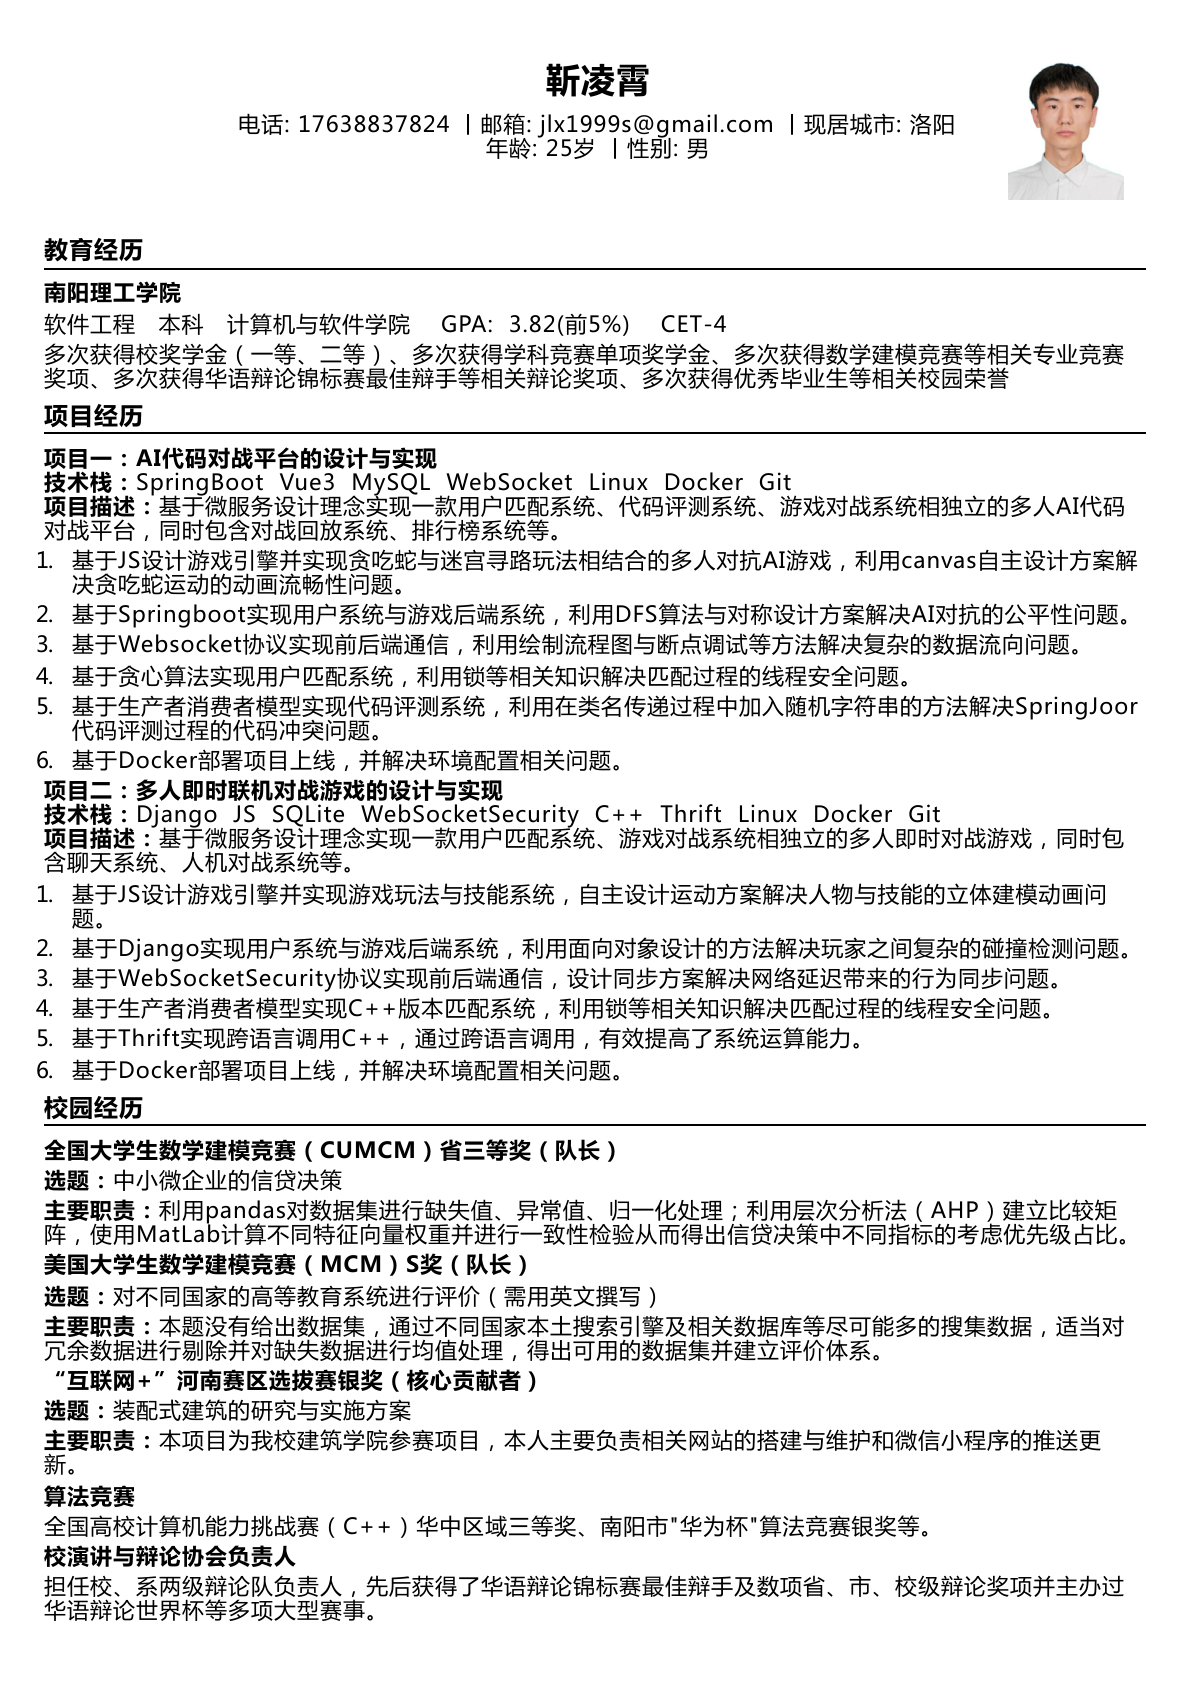 靳凌霄
电话: 17638837824 丨邮箱: jlx1999s@gmail.com 丨现居城市: 洛阳
年龄: 25岁 丨性别: 男
教育经历
南阳理工学院
软件工程 本科 计算机与软件学院 GPA: 3.82(前5%) CET-4
多次获得校奖学金（一等、二等）、多次获得学科竞赛单项奖学金、多次获得数学建模竞赛等相关专业竞赛
奖项、多次获得华语辩论锦标赛最佳辩手等相关辩论奖项、多次获得优秀毕业生等相关校园荣誉
项目经历
项目一：AI代码对战平台的设计与实现
技术栈：SpringBoot Vue3 MySQL WebSocket Linux Docker Git
项目描述：基于微服务设计理念实现一款用户匹配系统、代码评测系统、游戏对战系统相独立的多人AI代码
对战平台，同时包含对战回放系统、排行榜系统等。
1. 基于JS设计游戏引擎并实现贪吃蛇与迷宫寻路玩法相结合的多人对抗AI游戏，利用canvas自主设计方案解
决贪吃蛇运动的动画流畅性问题。
2. 基于Springboot实现用户系统与游戏后端系统，利用DFS算法与对称设计方案解决AI对抗的公平性问题。
3. 基于Websocket协议实现前后端通信，利用绘制流程图与断点调试等方法解决复杂的数据流向问题。
4. 基于贪心算法实现用户匹配系统，利用锁等相关知识解决匹配过程的线程安全问题。
5. 基于生产者消费者模型实现代码评测系统，利用在类名传递过程中加入随机字符串的方法解决SpringJoor
代码评测过程的代码冲突问题。
6. 基于Docker部署项目上线，并解决环境配置相关问题。
项目二：多人即时联机对战游戏的设计与实现
技术栈：Django JS SQLite WebSocketSecurity C++ Thrift Linux Docker Git
项目描述：基于微服务设计理念实现一款用户匹配系统、游戏对战系统相独立的多人即时对战游戏，同时包
含聊天系统、人机对战系统等。
1. 基于JS设计游戏引擎并实现游戏玩法与技能系统，自主设计运动方案解决人物与技能的立体建模动画问
题。
2. 基于Django实现用户系统与游戏后端系统，利用面向对象设计的方法解决玩家之间复杂的碰撞检测问题。
3. 基于WebSocketSecurity协议实现前后端通信，设计同步方案解决网络延迟带来的行为同步问题。
4. 基于生产者消费者模型实现C++版本匹配系统，利用锁等相关知识解决匹配过程的线程安全问题。
5. 基于Thrift实现跨语言调用C++，通过跨语言调用，有效提高了系统运算能力。
6. 基于Docker部署项目上线，并解决环境配置相关问题。
校园经历
全国大学生数学建模竞赛（CUMCM）省三等奖（队长）
选题：中小微企业的信贷决策
主要职责：利用pandas对数据集进行缺失值、异常值、归一化处理；利用层次分析法（AHP）建立比较矩
阵，使用MatLab计算不同特征向量权重并进行一致性检验从而得出信贷决策中不同指标的考虑优先级占比。
美国大学生数学建模竞赛（MCM）S奖（队长）
选题：对不同国家的高等教育系统进行评价（需用英文撰写）
主要职责：本题没有给出数据集，通过不同国家本土搜索引擎及相关数据库等尽可能多的搜集数据，适当对
冗余数据进行剔除并对缺失数据进行均值处理，得出可用的数据集并建立评价体系。
“互联网+”河南赛区选拔赛银奖（核心贡献者）
选题：装配式建筑的研究与实施方案
主要职责：本项目为我校建筑学院参赛项目，本人主要负责相关网站的搭建与维护和微信小程序的推送更
新。
算法竞赛
全国高校计算机能力挑战赛（C++）华中区域三等奖、南阳市"华为杯"算法竞赛银奖等。
校演讲与辩论协会负责人
担任校、系两级辩论队负责人，先后获得了华语辩论锦标赛最佳辩手及数项省、市、校级辩论奖项并主办过
华语辩论世界杯等多项大型赛事。